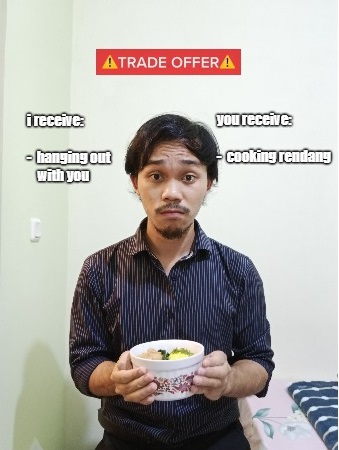 ⚠️TRADE OFFER⚠️
i receive:
- hanging out
with you
you receive:
- cooking rendang